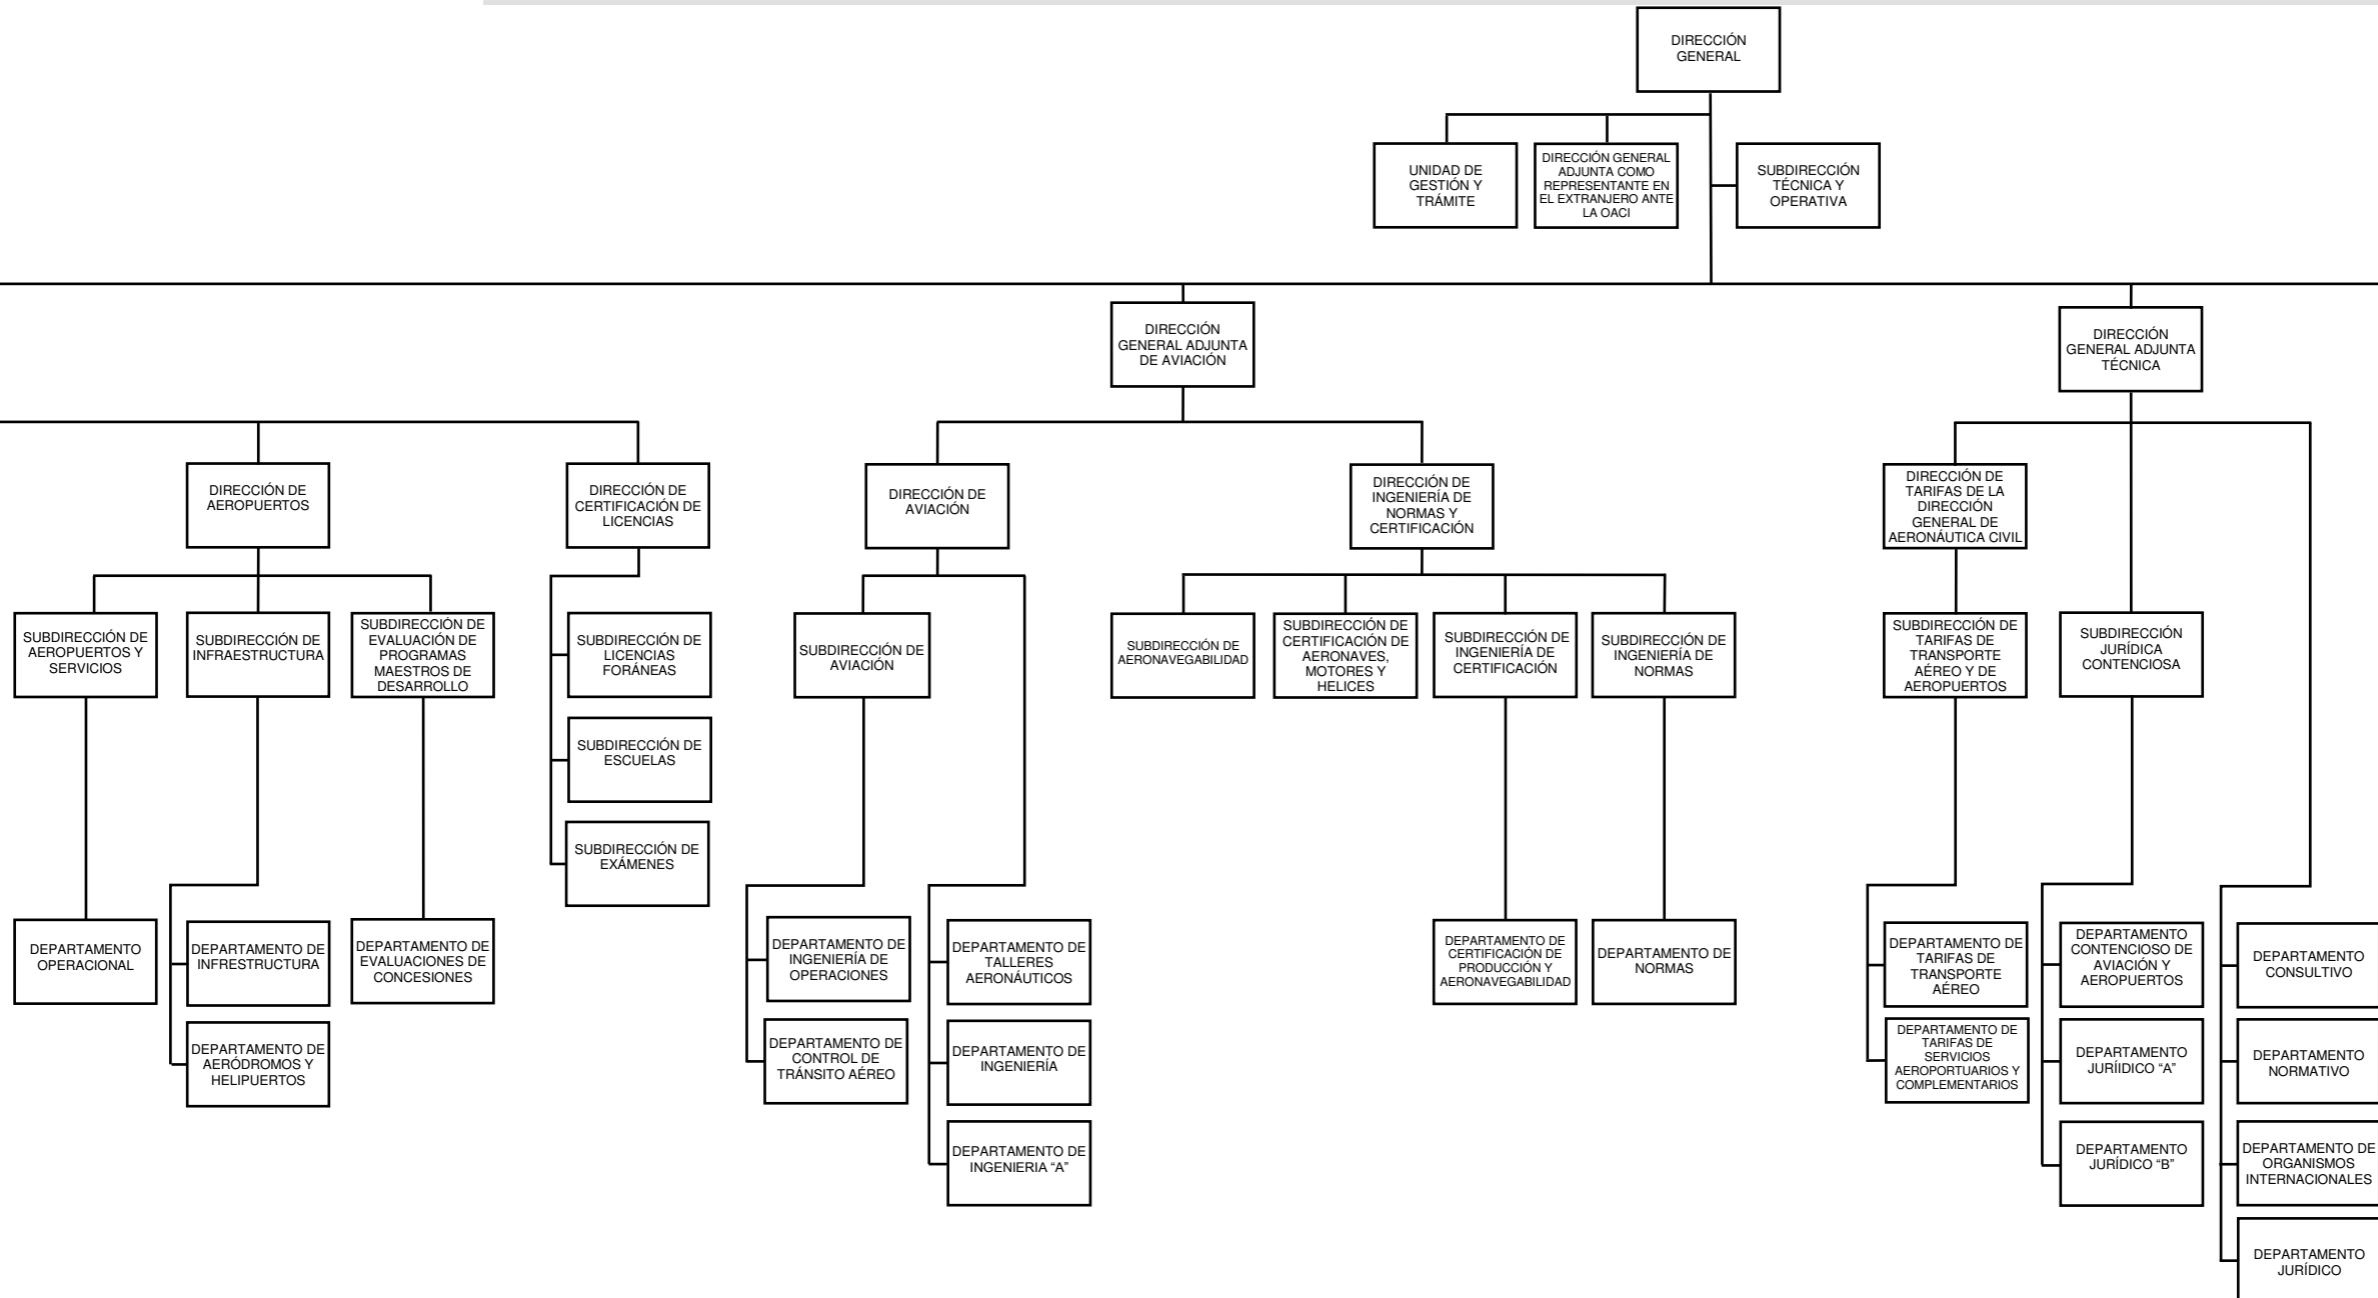 DIRECCIÓN
GENERAL
UNIDAD DE
GESTIÓN Y
TRÁMITE
DIRECCIÓN GENERAL
ADJUNTA COMO
REPRESENTANTE EN
EL EXTRANJERO ANTE
LA OACI
SUBDIRECCIÓN
TÉCNICA Y
OPERATIVA
DIRECCIÓN
GENERAL ADJUNTA
DE AVIACIÓN
DIRECCIÓN
GENERAL ADJUNTA
TÉCNICA
DIRECCIÓN DE
AEROPUERTOS
DIRECCIÓN DE
CERTIFICACIÓN DE
LICENCIAS
DIRECCIÓN DE
AVIACIÓN
DIRECCIÓN DE
INGENIERÍA DE
NORMAS Y
CERTIFICACIÓN
DIRECCIÓN DE
TARIFAS DE LA
DIRECCIÓN
GENERAL DE
AERONÁUTICA CIVIL
SUBDIRECCIÓN DE
AEROPUERTOS Y
SERVICIOS
SUBDIRECCIÓN DE
INFRAESTRUCTURA
SUBDIRECCIÓN DE
EVALUACIÓN DE
PROGRAMAS
MAESTROS DE
DESARROLLO
SUBDIRECCIÓN DE
LICENCIAS
FORÁNEAS
SUBDIRECCIÓN DE
AVIACIÓN
SUBDIRECCIÓN DE
AERONAVEGABILIDAD
SUBDIRECCIÓN DE
CERTIFICACIÓN DE
AERONAVES,
MOTORES Y
HELICES
SUBDIRECCIÓN DE
INGENIERÍA DE
CERTIFICACIÓN
SUBDIRECCIÓN DE
INGENIERÍA DE
NORMAS
SUBDIRECCIÓN DE
TARIFAS DE
TRANSPORTE
AÉREO Y DE
AEROPUERTOS
SUBDIRECCIÓN
JURÍDICA
CONTENCIOSA
SUBDIRECCIÓN DE
ESCUELAS
SUBDIRECCIÓN DE
EXÁMENES
DEPARTAMENTO
OPERACIONAL
DEPARTAMENTO DE
INFRESTRUCTURA
DEPARTAMENTO DE
EVALUACIONES DE
CONCESIONES
DEPARTAMENTO DE
INGENIERÍA DE
OPERACIONES
DEPARTAMENTO DE
TALLERES
AERONÁUTICOS
DEPARTAMENTO DE
CERTIFICACIÓN DE
PRODUCCIÓN Y
AERONAVEGABILIDAD
DEPARTAMENTO DE
NORMAS
DEPARTAMENTO DE
TARIFAS DE
TRANSPORTE
AÉREO
DEPARTAMENTO
CONTENCIOSO DE
AVIACIÓN Y
AEROPUERTOS
DEPARTAMENTO
CONSULTIVO
DEPARTAMENTO DE
AERÓDROMOS Y
HELIPUERTOS
DEPARTAMENTO DE
CONTROL DE
TRÁNSITO AÉREO
DEPARTAMENTO DE
INGENIERÍA
DEPARTAMENTO DE
TARIFAS DE
SERVICIOS
AEROPORTUARIOS Y
COMPLEMENTARIOS
DEPARTAMENTO
JURÍIDICO “A”
DEPARTAMENTO
NORMATIVO
DEPARTAMENTO DE
INGENIERIA “A”
DEPARTAMENTO
JURÍDICO “B”
DEPARTAMENTO DE
ORGANISMOS
INTERNACIONALES
DEPARTAMENTO
JURÍDICO